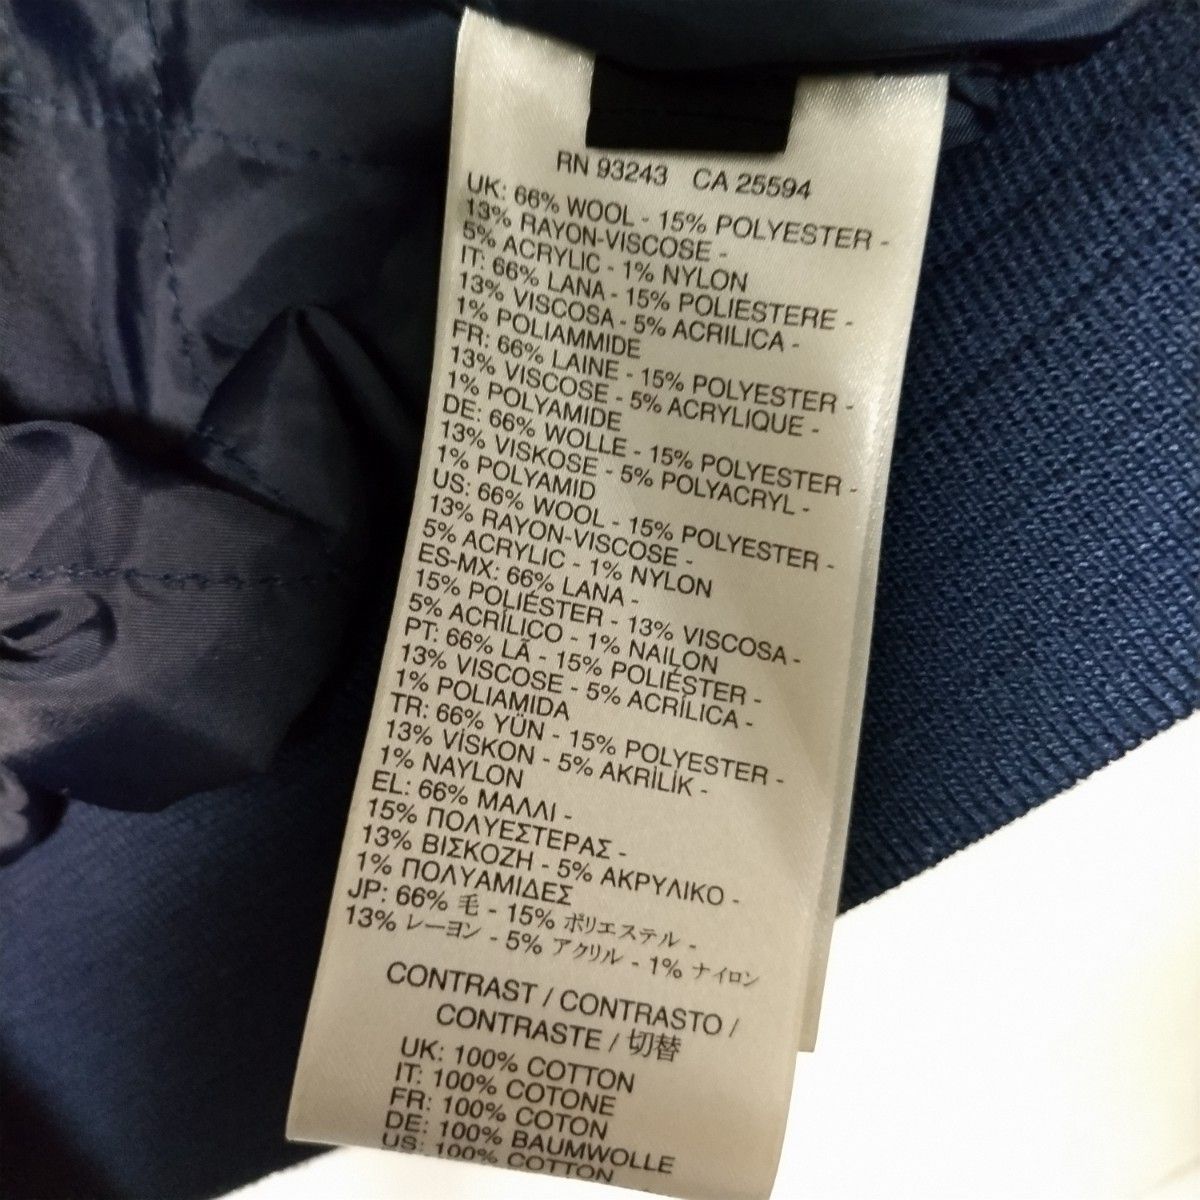 RN 93243 CA 25594
UK: 66% WOOL - 15% POLYESTER -
13% RAYON-VISCOSE -
5% ACRYLIC - 1% NYLON
IT: 66% LANA - 15% POLIESTERE -
13% VISCOSA - 5% ACRILICA -
1% POLIAMMIDE
FR: 66% LAINE - 15% POLYESTER -
13% VISCOSE - 5% ACRYLIQUE -
1% POLYAMIDE
DE: 66% WOLLE - 15% POLYESTER -
13% VISKOSE - 5% POLYACRYL -
1% POLYAMID
US: 66% WOOL - 15% POLYESTER -
13% RAYON-VISCOSE -
5% ACRYLIC - 1% NYLON
ES-MX: 66% LANA -
15% POLIÉSTER - 13% VISCOSA -
5% ACRÍLICO - 1% NAILON
PT: 66% LÃ - 15% POLIÉSTER -
13% VISCOSE - 5% ACRÍLICA -
1% POLIAMIDA
TR: 66% YÜN - 15% POLYESTER -
13% VİSKON - 5% AKRİLİK -
1% NAYLON
EL: 66% ΜΑΛΛΙ -
15% ΠΟΛΥΕΣΤΕΡΑΣ -
13% ΒΙΣΚΟΖΗ - 5% ΑΚΡΥΛΙΚΟ -
1% ΠΟΛΥΑΜΙΔΕΣ
JP: 66% 毛 - 15% ポリエステル -
13% レーヨン - 5% アクリル - 1% ナイロン
CONTRAST / CONTRASTO /
CONTRASTE / 切替
UK: 100% COTTON
IT: 100% COTONE
FR: 100% COTON
DE: 100% BAUMWOLLE
US: 100% COTTON